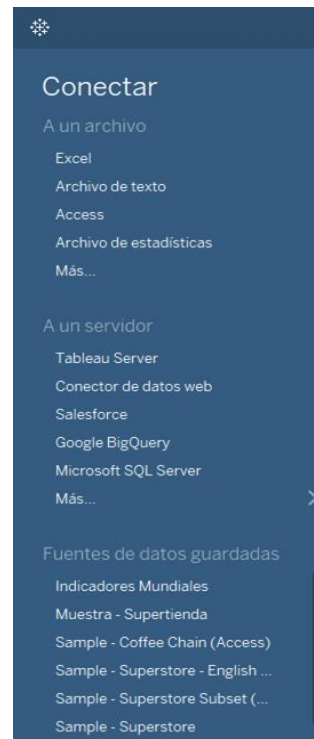 Conectar
A un archivo
Excel
Archivo de texto
Access
Archivo de estadísticas
Más...
A un servidor
Tableau Server
Conector de datos web
Salesforce
Google BigQuery
Microsoft SQL Server
Más...
Fuentes de datos guardadas
Indicadores Mundiales
Muestra - Supertienda
Sample - Coffee Chain (Access)
Sample - Superstore - English ...
Sample - Superstore Subset (...
Sample - Superstore